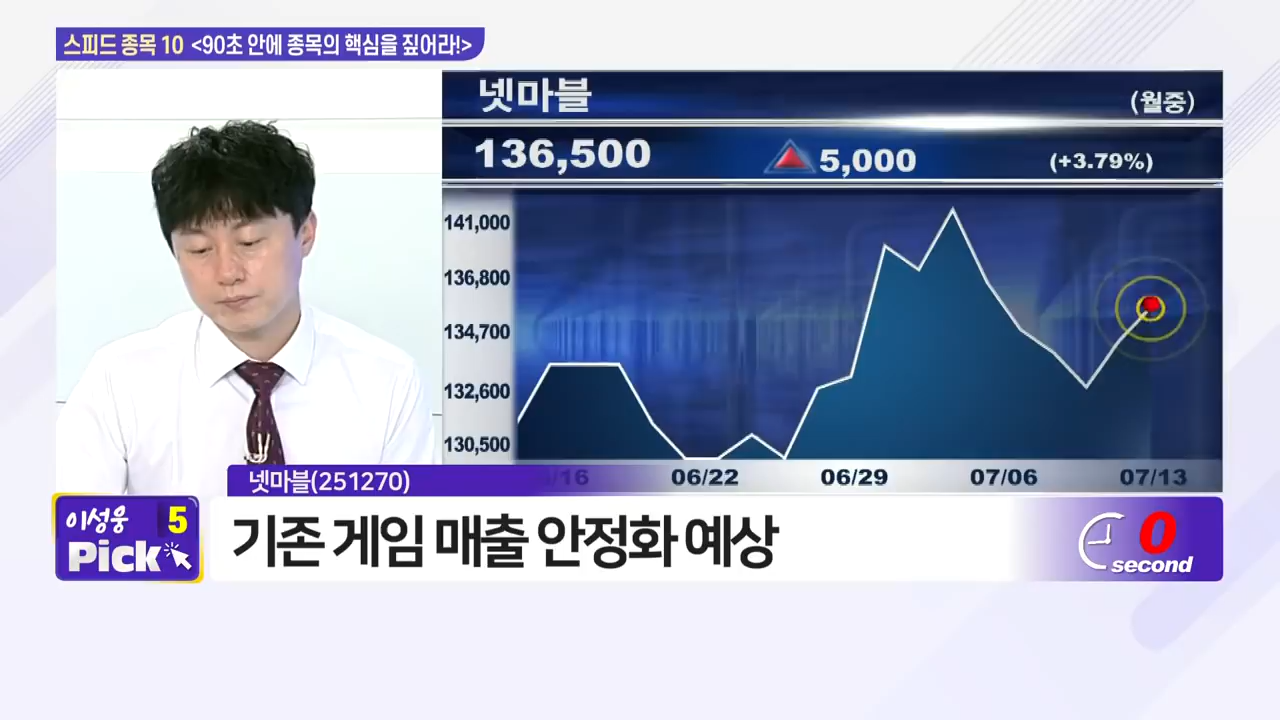 스피드 종목 10 <90초 안에 종목의 핵심을 짚어라!>
넷마블
(월중)
136,500
5,000
(+3.79%)
141,000
136,800
134,700
132,600
130,500
/16
06/22
06/29
07/06
07/13
넷마블(251270)
이성웅 5
Pick
기존 게임 매출 안정화 예상
0
second